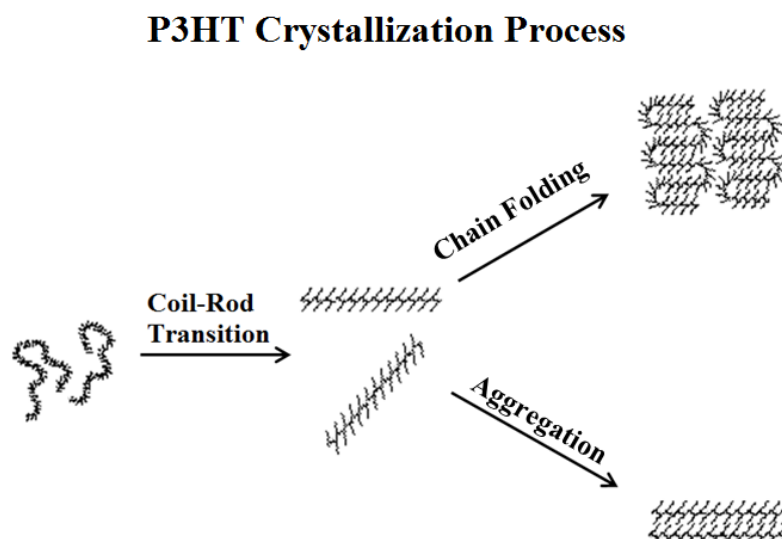 P3HT Crystallization Process
Chain Folding
Coil-Rod
Transition
Aggregation